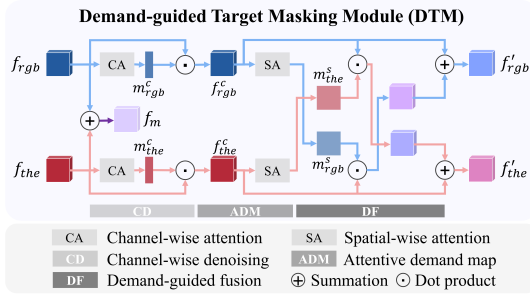 Demand-guided Target Masking Module (DTM)
f_rgb CA m^c_rgb f^c_rgb SA m^s_the f'_rgb
f_m
f_the CA m^c_the f^c_the SA m^s_rgb f'_the
CD ADM DF
CA Channel-wise attention SA Spatial-wise attention
CD Channel-wise denoising ADM Attentive demand map
DF Demand-guided fusion Summation Dot product